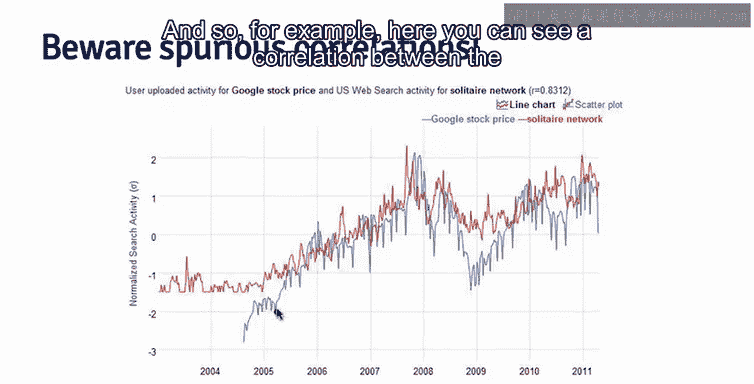 And so, for example, here you can see a
correlation between the
Beware spurious correlations!
User uploaded activity for Google stock price and US Web Search activity for solitaire network (r=0.8312)
Line chart Scatter plot
Google stock price solitaire network
Normalized Search Activity (σ)
2
1
0
-1
-2
-3
2004 2005 2006 2007 2008 2009 2010 2011